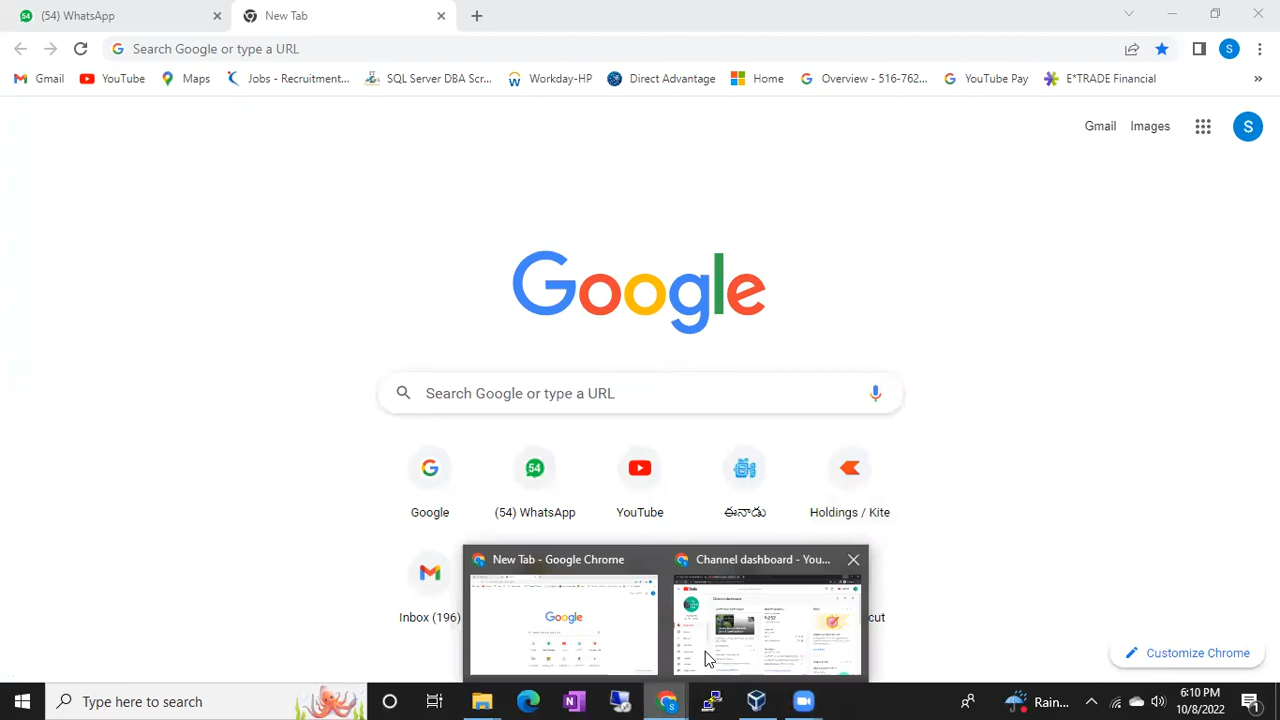 (54) WhatsApp
New Tab
Search Google or type a URL
Gmail
YouTube
Maps
Jobs - Recruitment...
SQL Server DBA Scr...
Workday-HP
Direct Advantage
Home
Overview - 516-762...
YouTube Pay
E*TRADE Financial
»
Gmail
Images
S
Google
Search Google or type a URL
Google
54
(54) WhatsApp
YouTube
ఈనాడు
Holdings / Kite
New Tab - Google Chrome
Channel dashboard - You...
Inbox (196)
cut
Customize Chrome
Type here to search
Rain...
6:10 PM
10/8/2022